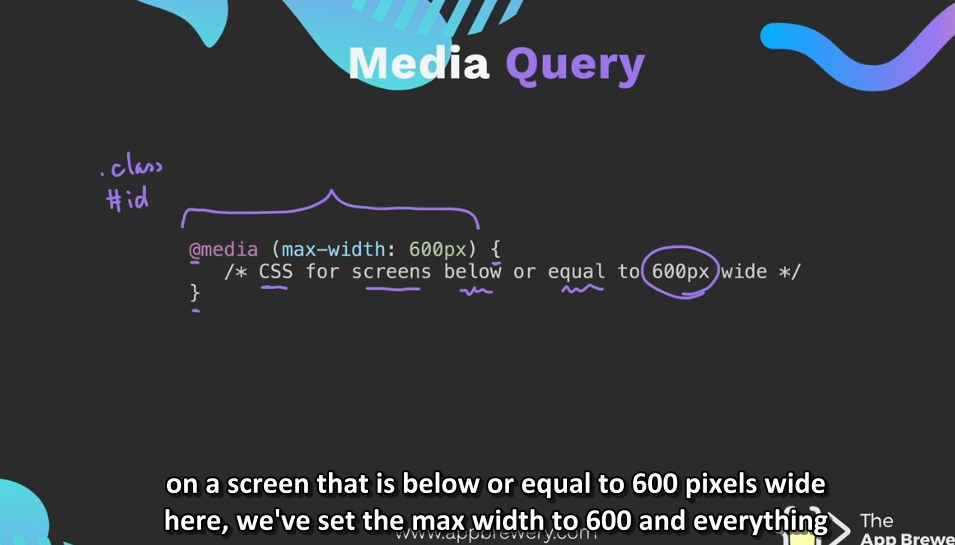 Media Query
.class
#id
@media (max-width: 600px) {
/* CSS for screens below or equal to 600px wide */
}
on a screen that is below or equal to 600 pixels wide
here, we've set the max width to 600 and everything
www.appbrewery.com
The
App Brewe